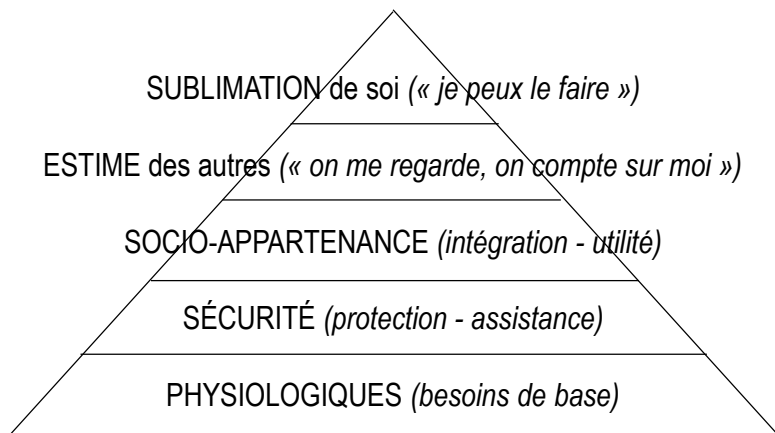 SUBLIMATION de soi (« je peux le faire »)
ESTIME des autres (« on me regarde, on compte sur moi »)
SOCIO-APPARTENANCE (intégration - utilité)
SÉCURITÉ (protection - assistance)
PHYSIOLOGIQUES (besoins de base)